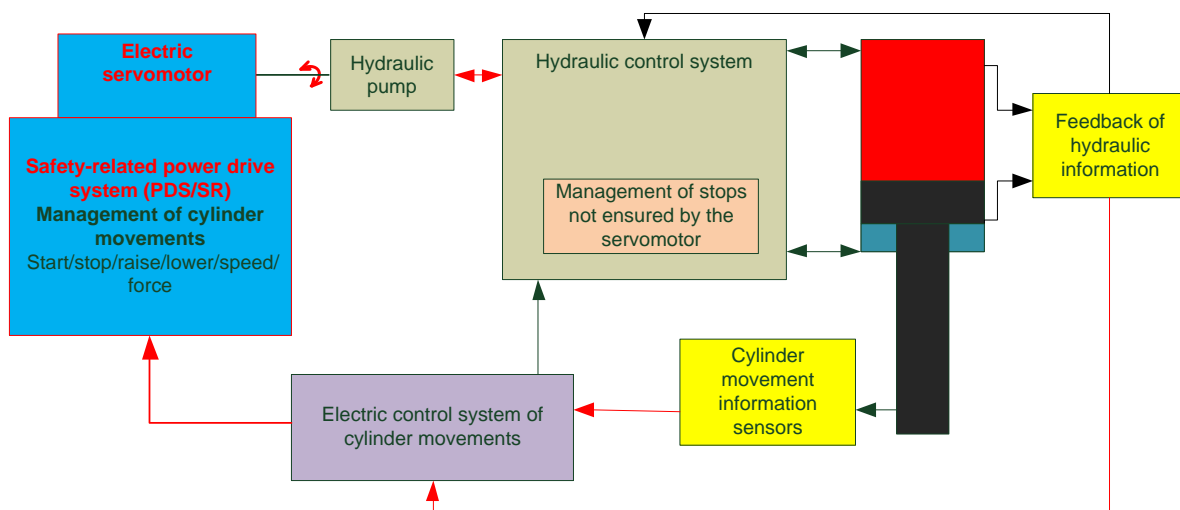 Electric
servomotor
Hydraulic
pump
Hydraulic control system
Management of stops
not ensured by the
servomotor
Feedback of
hydraulic
information
Safety-related power drive
system (PDS/SR)
Management of cylinder
movements
Start/stop/raise/lower/speed/
force
Electric control system of
cylinder movements
Cylinder
movement
information
sensors